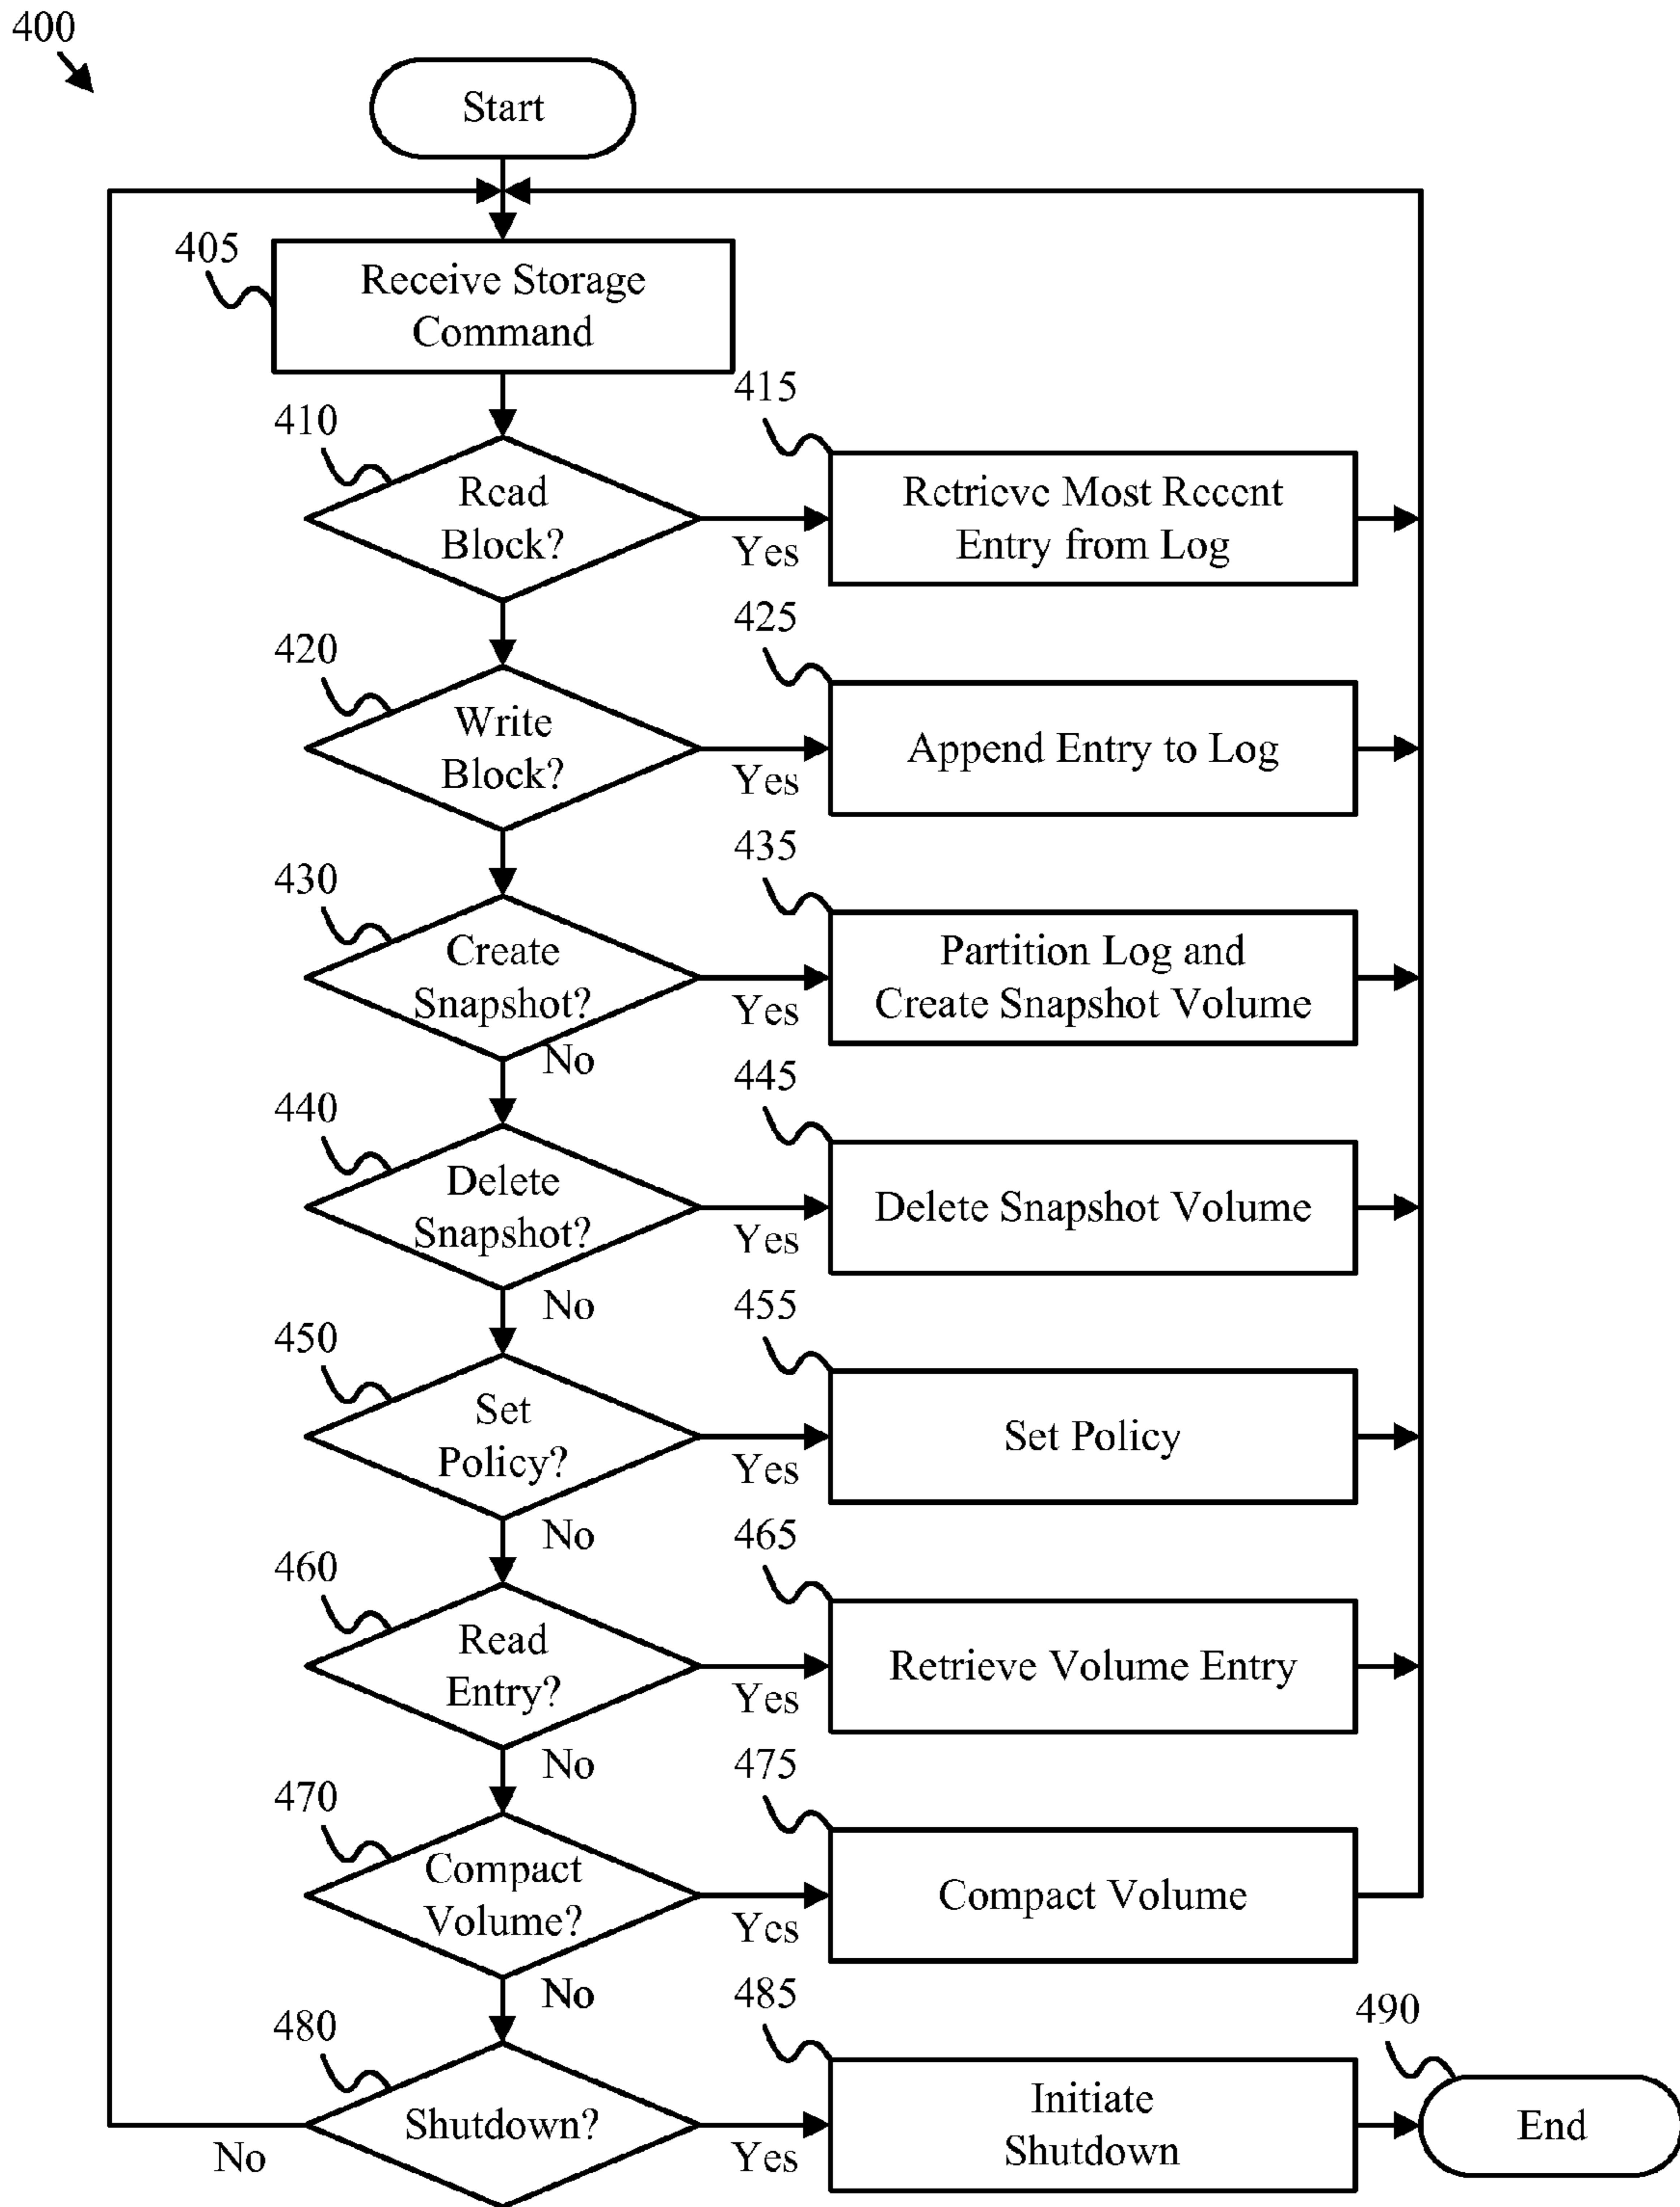 400
Start
405
Receive Storage
Command
410
Read
Block?
Yes
415
Retrieve Most Recent
Entry from Log
420
Write
Block?
Yes
425
Append Entry to Log
430
Create
Snapshot?
Yes
No
435
Partition Log and
Create Snapshot Volume
440
Delete
Snapshot?
Yes
No
445
Delete Snapshot Volume
450
Set
Policy?
Yes
No
455
Set Policy
460
Read
Entry?
Yes
No
465
Retrieve Volume Entry
470
Compact
Volume?
Yes
No
475
Compact Volume
480
Shutdown?
No
Yes
485
Initiate
Shutdown
490
End